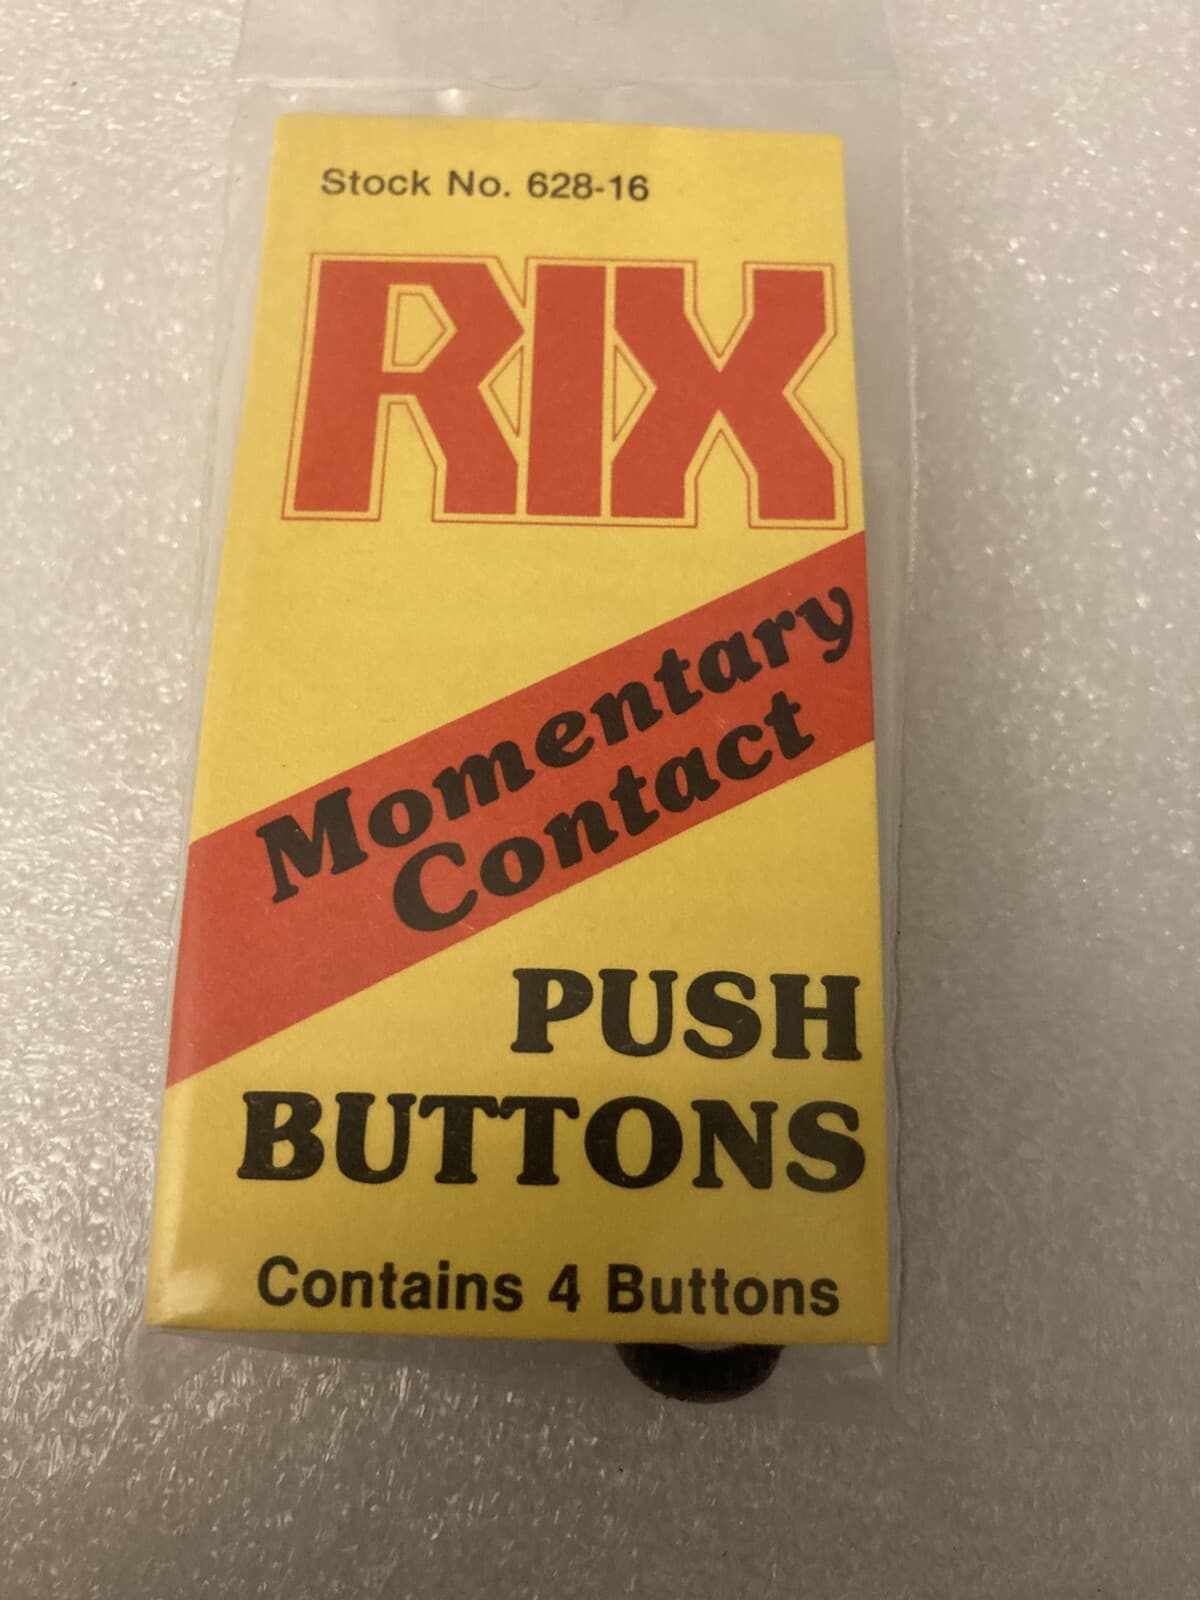 Stock No. 628-16
RIX
Momentary
Contact
PUSH
BUTTONS
Contains 4 Buttons